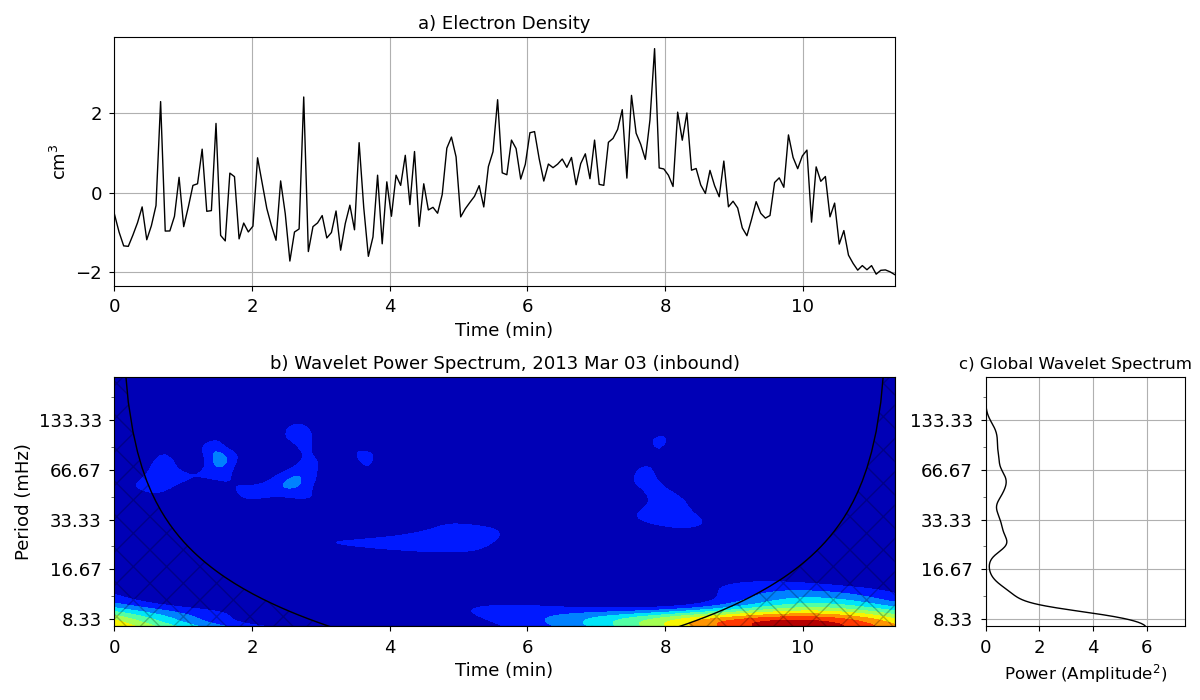 a) Electron Density
cm³
2
0
−2
0 2 4 6 8 10
Time (min)
b) Wavelet Power Spectrum, 2013 Mar 03 (inbound)
Period (mHz)
133.33
66.67
33.33
16.67
8.33
0 2 4 6 8 10
Time (min)
c) Global Wavelet Spectrum
133.33
66.67
33.33
16.67
8.33
0 2 4 6
Power (Amplitude²)